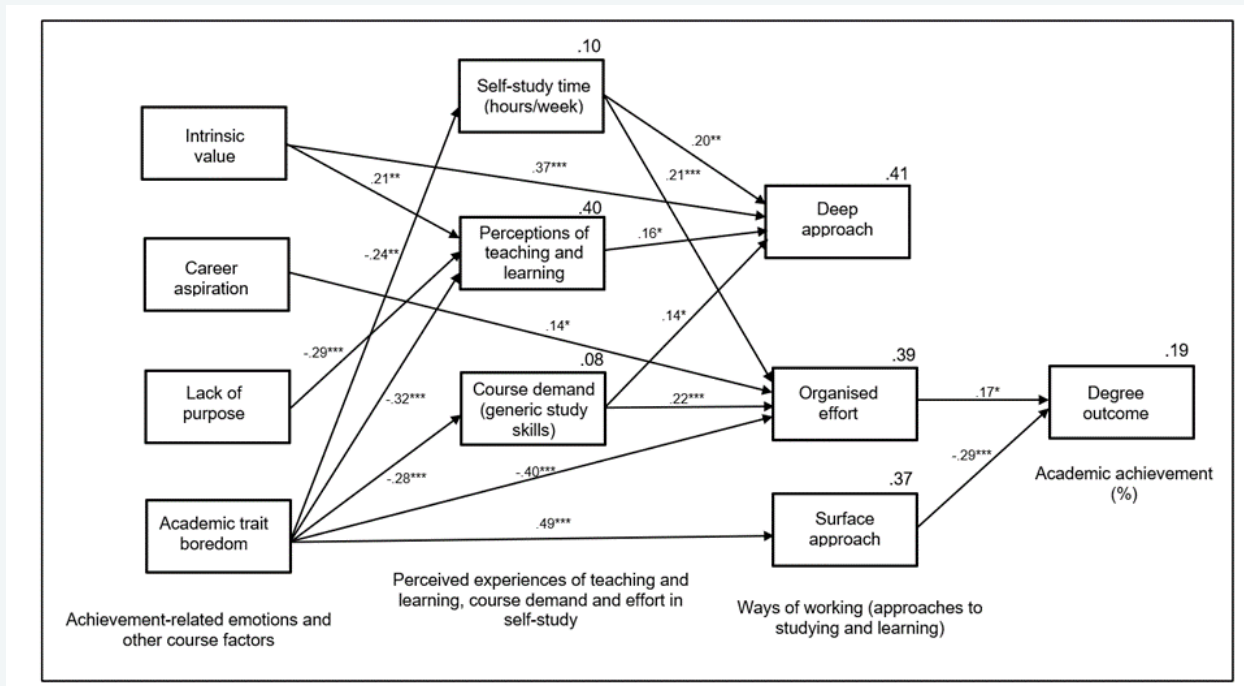 .10
Self-study time
(hours/week)
Intrinsic
value
.20**
.37***
.21***
.21**
.41
Deep
approach
.40
Perceptions of
teaching and
learning
.16*
-.24**
Career
aspiration
.14*
.14*
-.29***
.08
.39
.19
Lack of
purpose
-.32***
Course demand
(generic study
skills)
.22***
Organised
effort
.17*
Degree
outcome
-.28***
-.40***
-.29***
Academic achievement
(%)
.37
Academic trait
boredom
.49***
Surface
approach
Perceived experiences of teaching and
learning, course demand and effort in
self-study
Ways of working (approaches to
studying and learning)
Achievement-related emotions and
other course factors